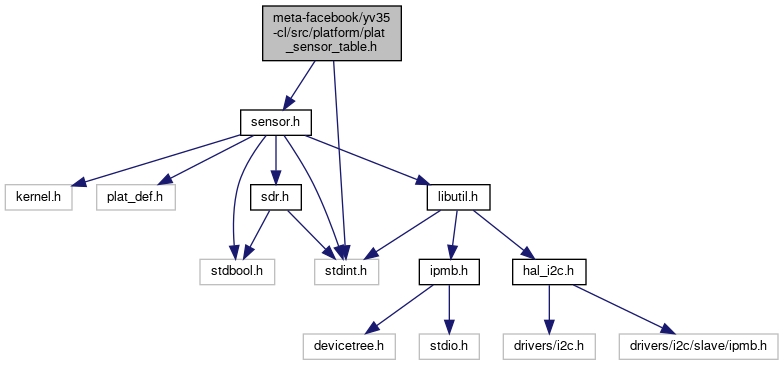 meta-facebook/yv35
-cl/src/platform/plat
_sensor_table.h
sensor.h
kernel.h
plat_def.h
sdr.h
libutil.h
stdbool.h
stdint.h
ipmb.h
hal_i2c.h
devicetree.h
stdio.h
drivers/i2c.h
drivers/i2c/slave/ipmb.h